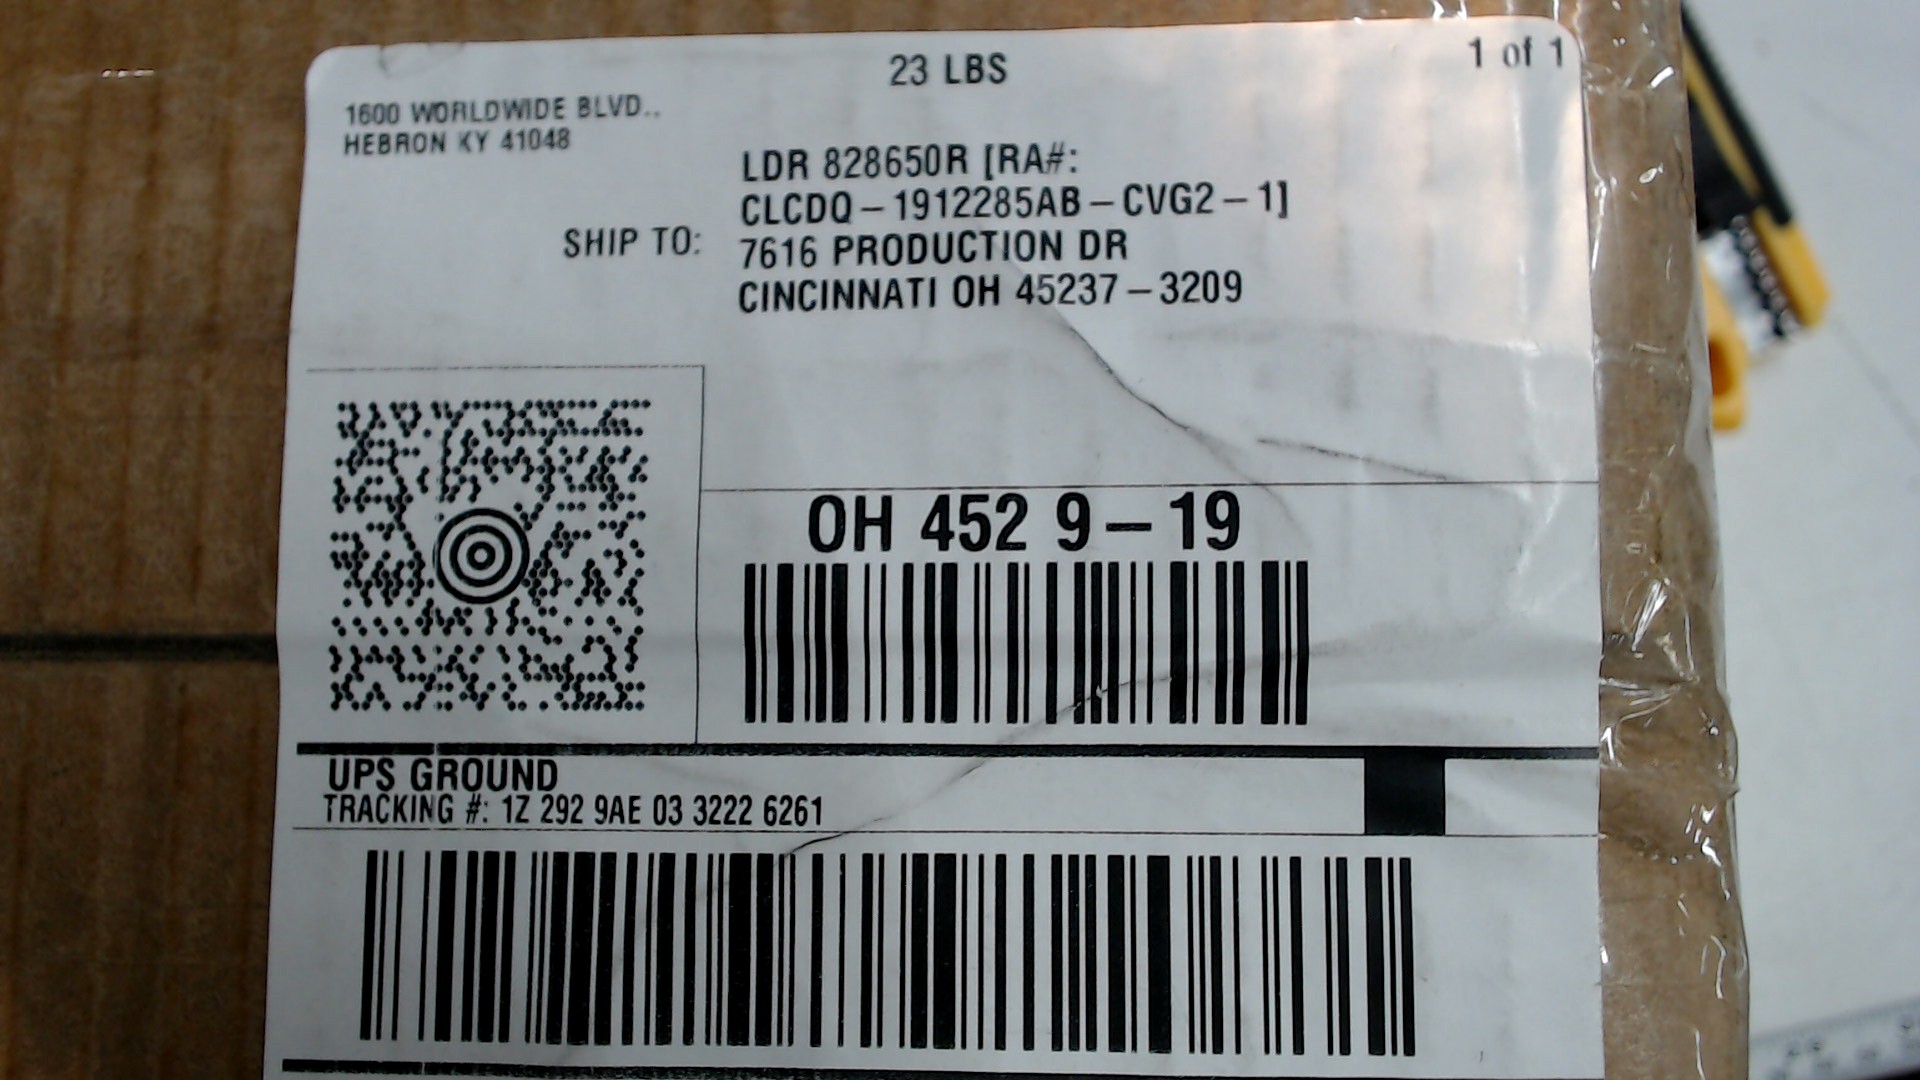 23 LBS
1 of 1
1600 WORLDWIDE BLVD..
HEBRON KY 41048
SHIP TO:
LDR 828650R [RA#:
CLCDQ – 1912285AB – CVG2 – 1]
7616 PRODUCTION DR
CINCINNATI OH 45237 – 3209
OH 452 9 – 19
UPS GROUND
TRACKING #: 1Z 292 9AE 03 3222 6261